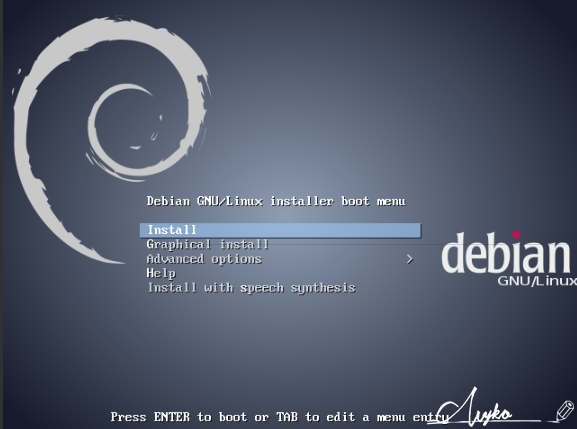 Debian GNU/Linux installer boot menu
Install
Graphical install
Advanced options >
Help
Install with speech synthesis
debian
GNU/Linux
Press ENTER to boot or TAB to edit a menu entry